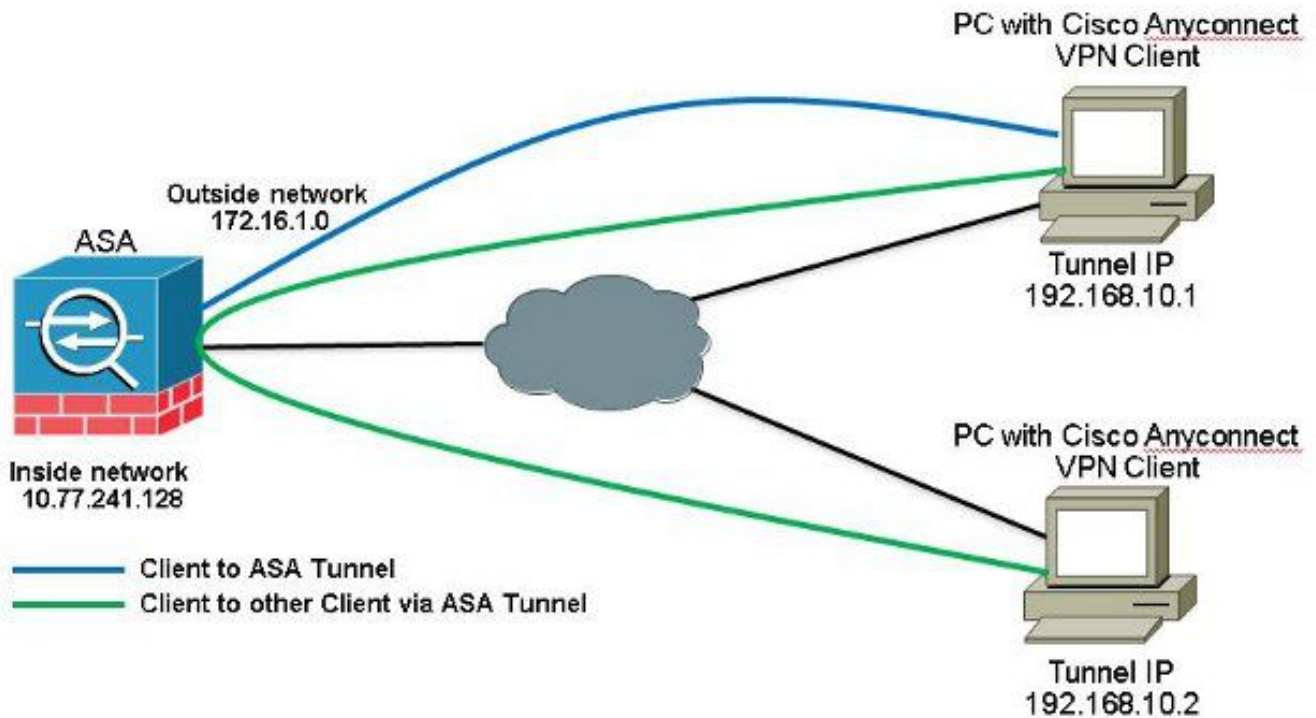 PC with Cisco Anyconnect
VPN Client
Outside network
172.16.1.0
ASA
Tunnel IP
192.168.10.1
Inside network
10.77.241.128
PC with Cisco Anyconnect
VPN Client
Client to ASA Tunnel
Client to other Client via ASA Tunnel
Tunnel IP
192.168.10.2